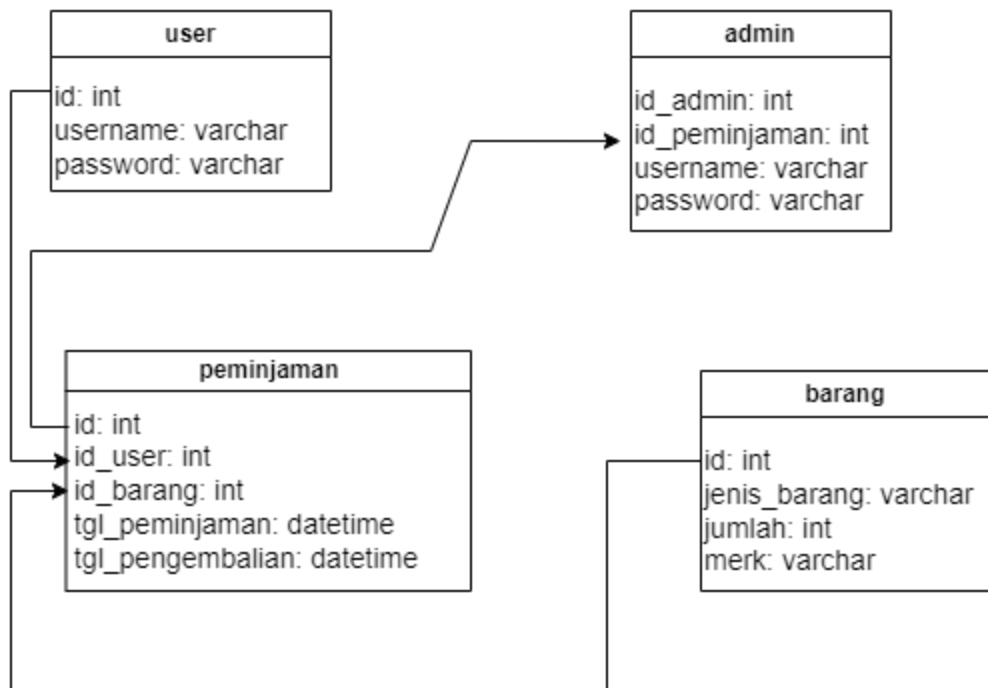 user
id: int
username: varchar
password: varchar
admin
id_admin: int
id_peminjaman: int
username: varchar
password: varchar
peminjaman
id: int
id_user: int
id_barang: int
tgl_peminjaman: datetime
tgl_pengembalian: datetime
barang
id: int
jenis_barang: varchar
jumlah: int
merk: varchar